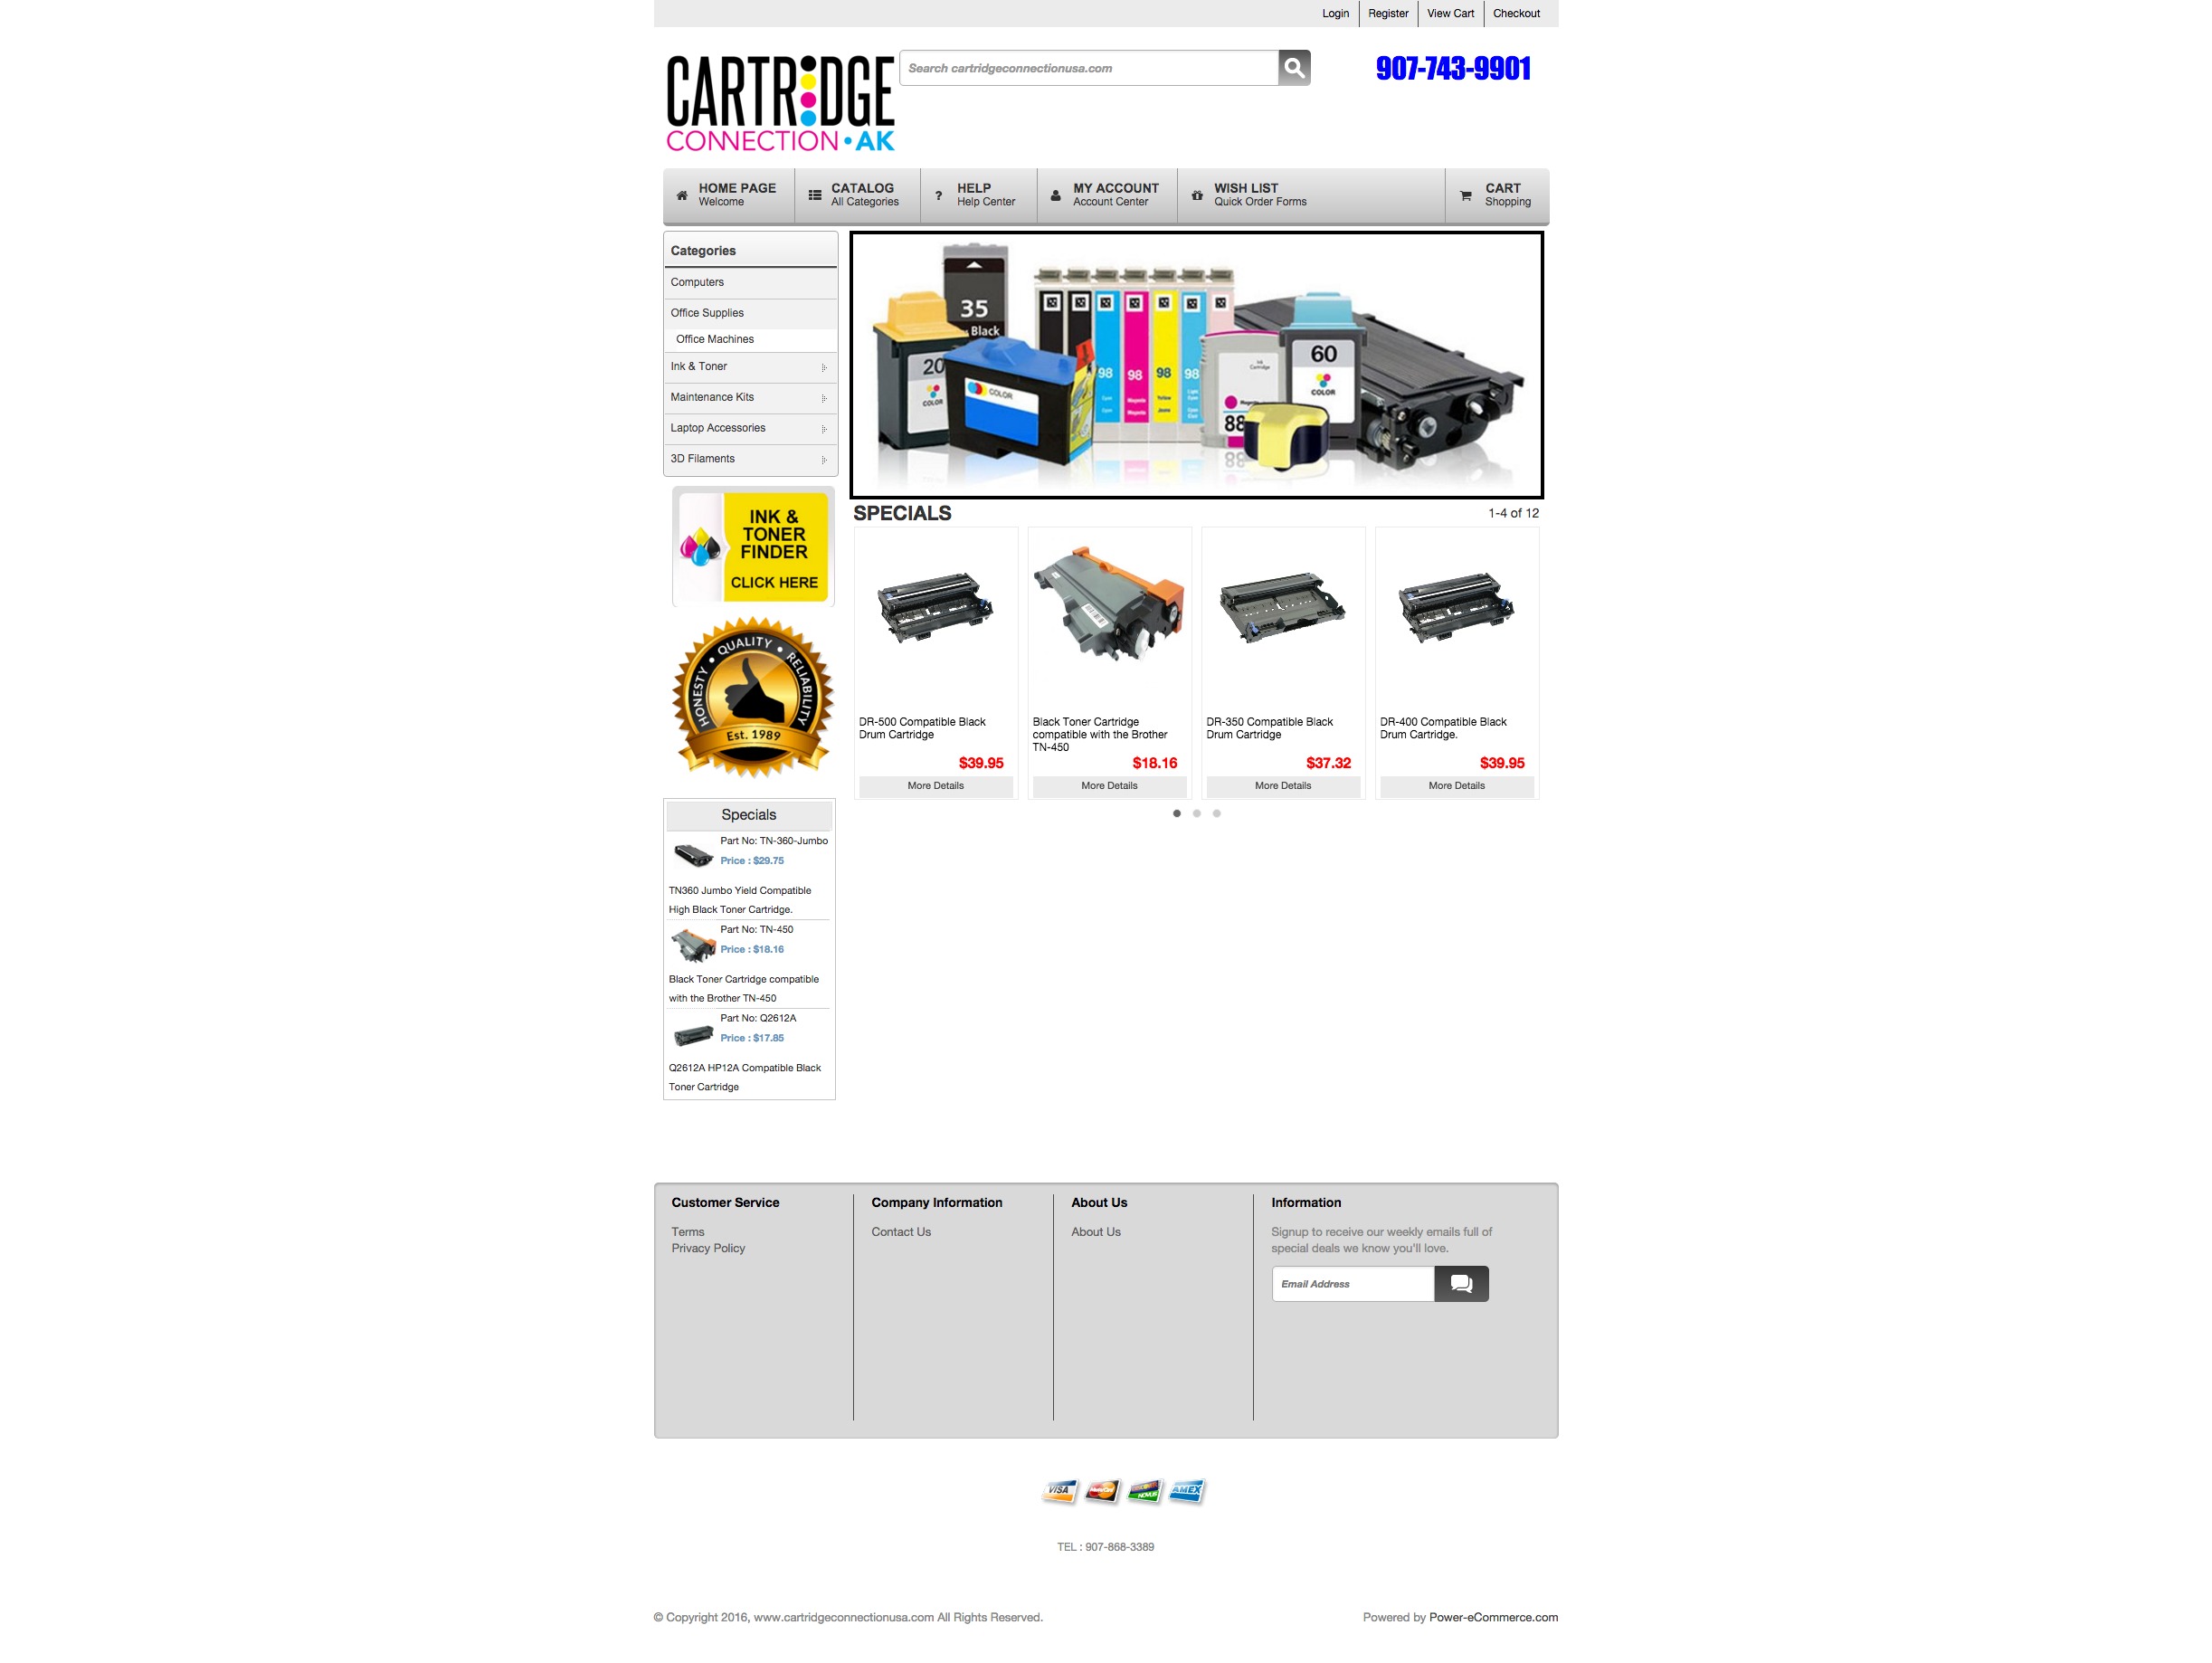 Login
Register
View Cart
Checkout
CARTRIDGE
CONNECTION • AK
Search cartridgeconnectionusa.com
907-743-9901
HOME PAGE
Welcome
CATALOG
All Categories
HELP
Help Center
MY ACCOUNT
Account Center
WISH LIST
Quick Order Forms
CART
Shopping
Categories
Computers
Office Supplies
Office Machines
Ink & Toner
Maintenance Kits
Laptop Accessories
3D Filaments
35
Black
20
COLOR
COLOR
98
98
98
98
88
60
COLOR
INK &
TONER
FINDER
CLICK HERE
HONESTY • QUALITY • RELIABILITY
Est. 1989
SPECIALS
1-4 of 12
DR-500 Compatible Black
Drum Cartridge
$39.95
More Details
Black Toner Cartridge
compatible with the Brother
TN-450
$18.16
More Details
DR-350 Compatible Black
Drum Cartridge
$37.32
More Details
DR-400 Compatible Black
Drum Cartridge.
$39.95
More Details
Specials
Part No: TN-360-Jumbo
Price : $29.75
TN360 Jumbo Yield Compatible
High Black Toner Cartridge.
Part No: TN-450
Price : $18.16
Black Toner Cartridge compatible
with the Brother TN-450
Part No: Q2612A
Price : $17.85
Q2612A HP12A Compatible Black
Toner Cartridge
Customer Service
Terms
Privacy Policy
Company Information
Contact Us
About Us
About Us
Information
Signup to receive our weekly emails full of
special deals we know you'll love.
Email Address
VISA
MasterCard
AMEX
TEL : 907-868-3389
© Copyright 2016, www.cartridgeconnectionusa.com All Rights Reserved.
Powered by Power-eCommerce.com